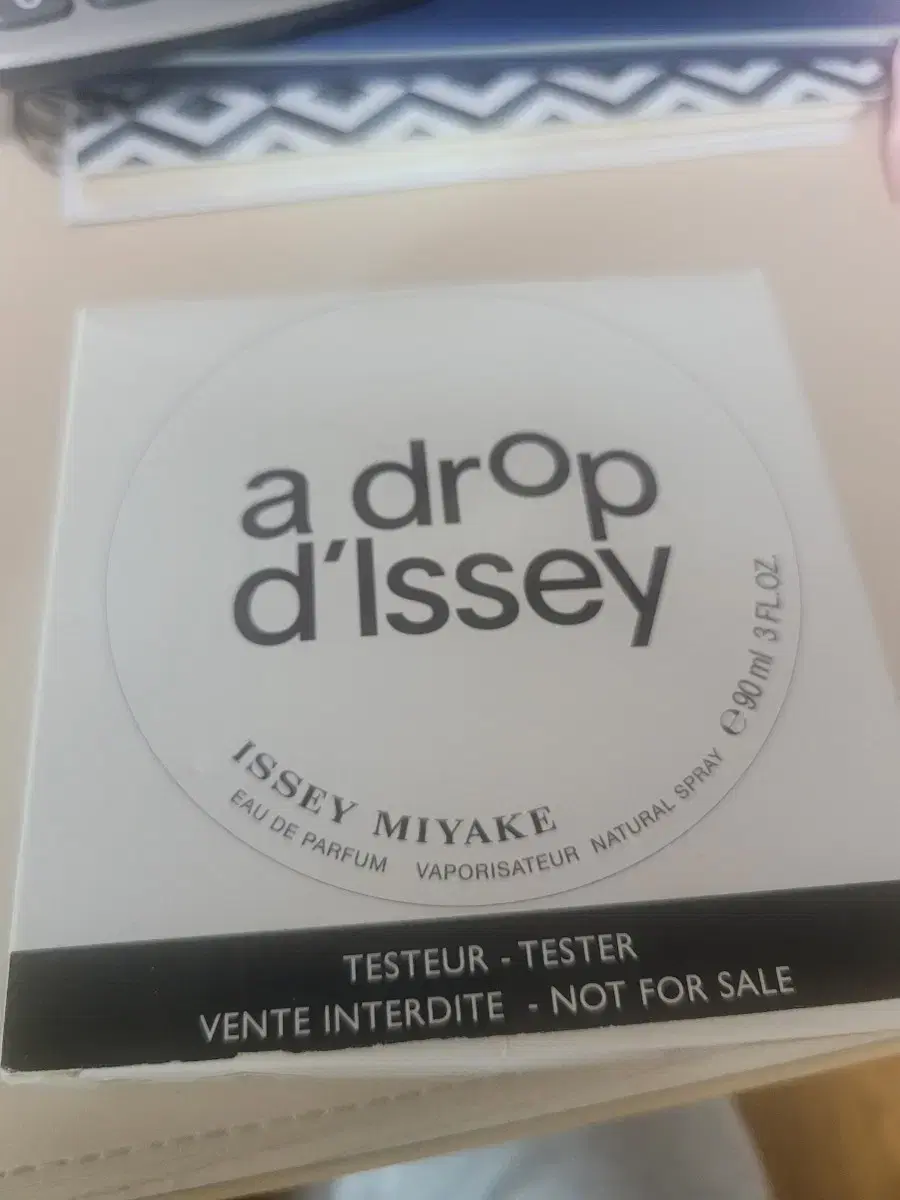 a drop
d'Issey
ISSEY MIYAKE
EAU DE PARFUM VAPORISATEUR NATURAL SPRAY ℮ 90 ml 3 FL.OZ.
TESTEUR - TESTER
VENTE INTERDITE - NOT FOR SALE